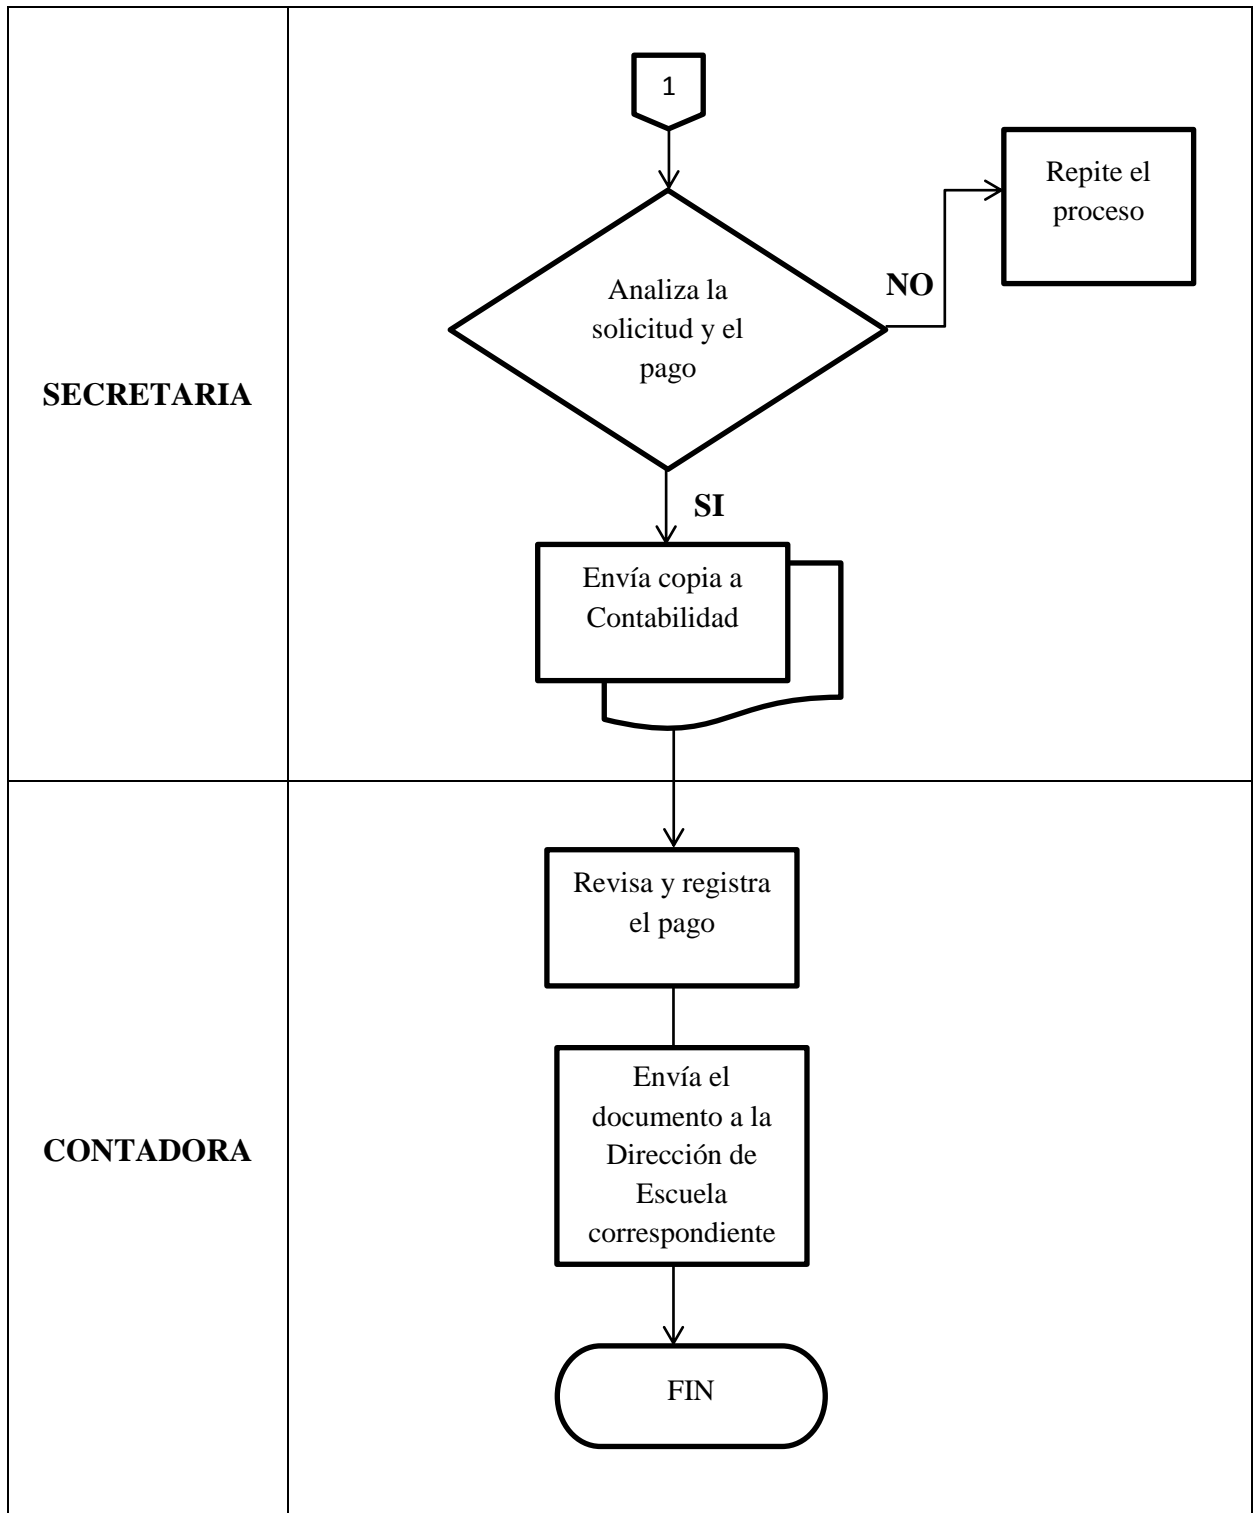 1
Repite el
proceso
Analiza la
solicitud y el
pago
NO
SECRETARIA
SI
Envía copia a
Contabilidad
Revisa y registra
el pago
CONTADORA
Envía el
documento a la
Dirección de
Escuela
correspondiente
FIN